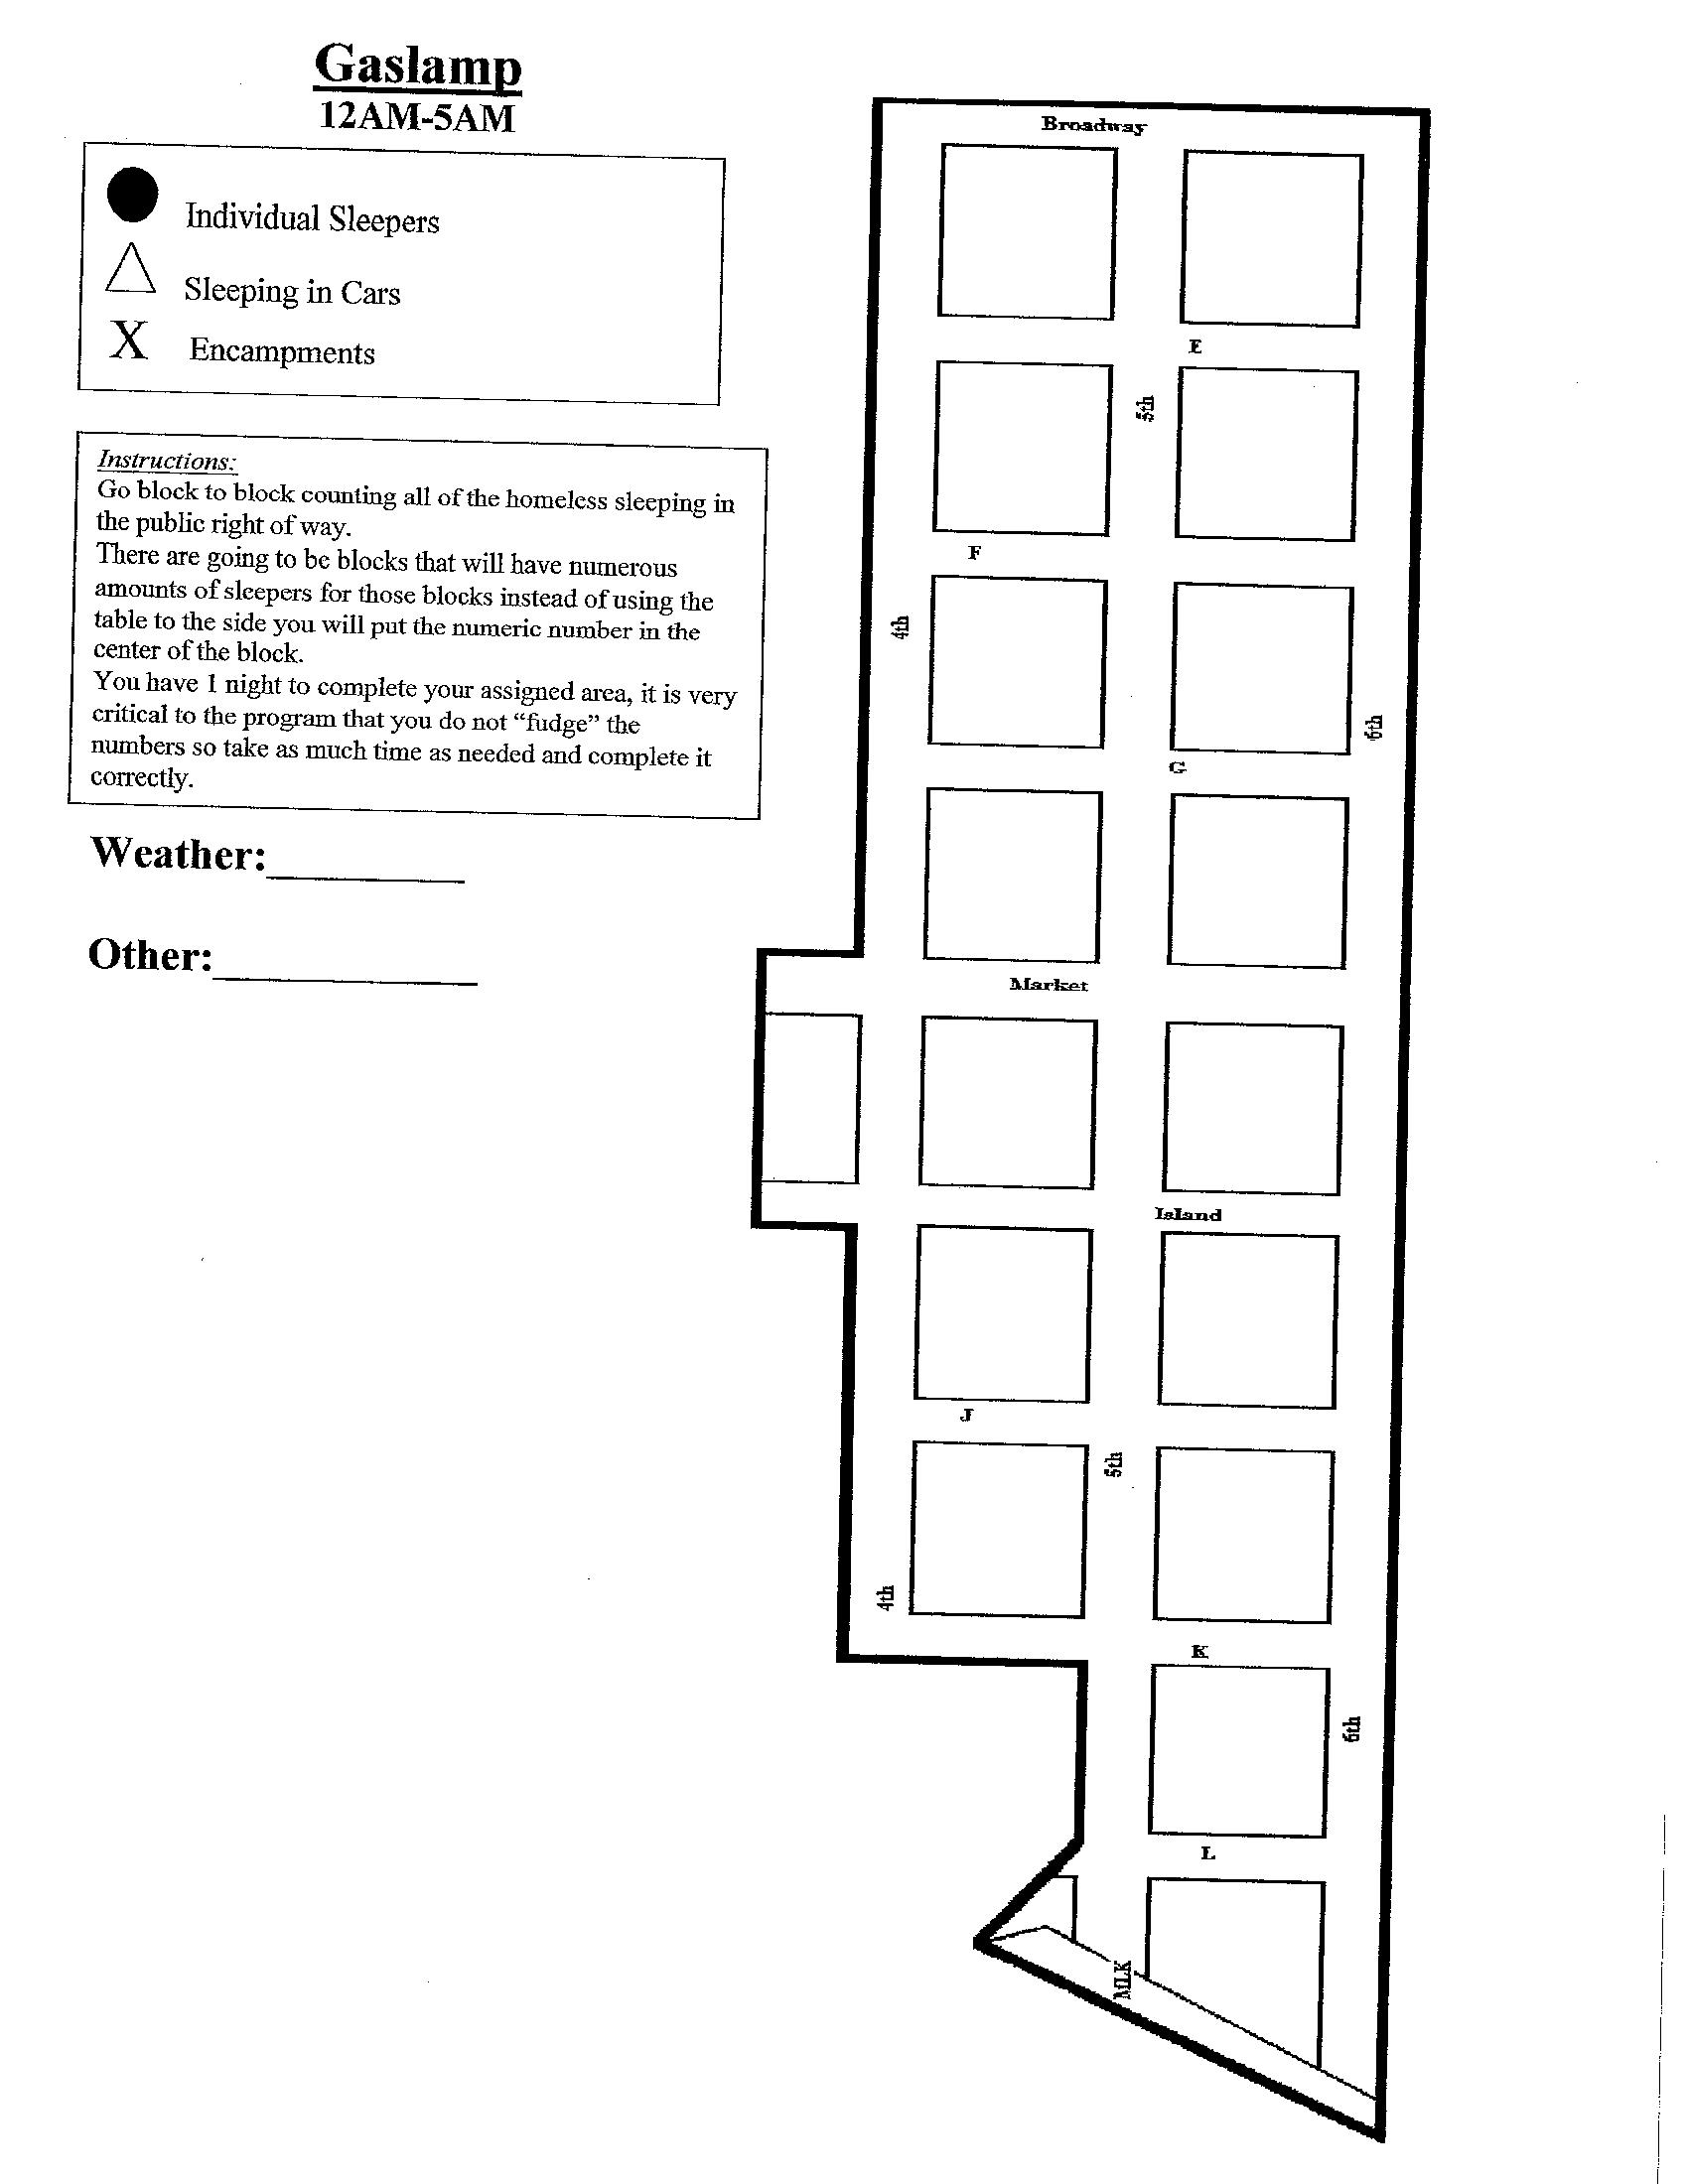 Gaslamp
12AM-5AM
Individual Sleepers
Sleeping in Cars
X Encampments
Instructions:
Go block to block counting all of the homeless sleeping in
the public right of way.
There are going to be blocks that will have numerous
amounts of sleepers for those blocks instead of using the
table to the side you will put the numeric number in the
center of the block.
You have 1 night to complete your assigned area, it is very
critical to the program that you do not “fudge” the
numbers so take as much time as needed and complete it
correctly.
Weather:__________
Other:_____________
Broadway
E
5th
F
4th
6th
G
Market
Island
J
5th
4th
K
6th
L
MLK